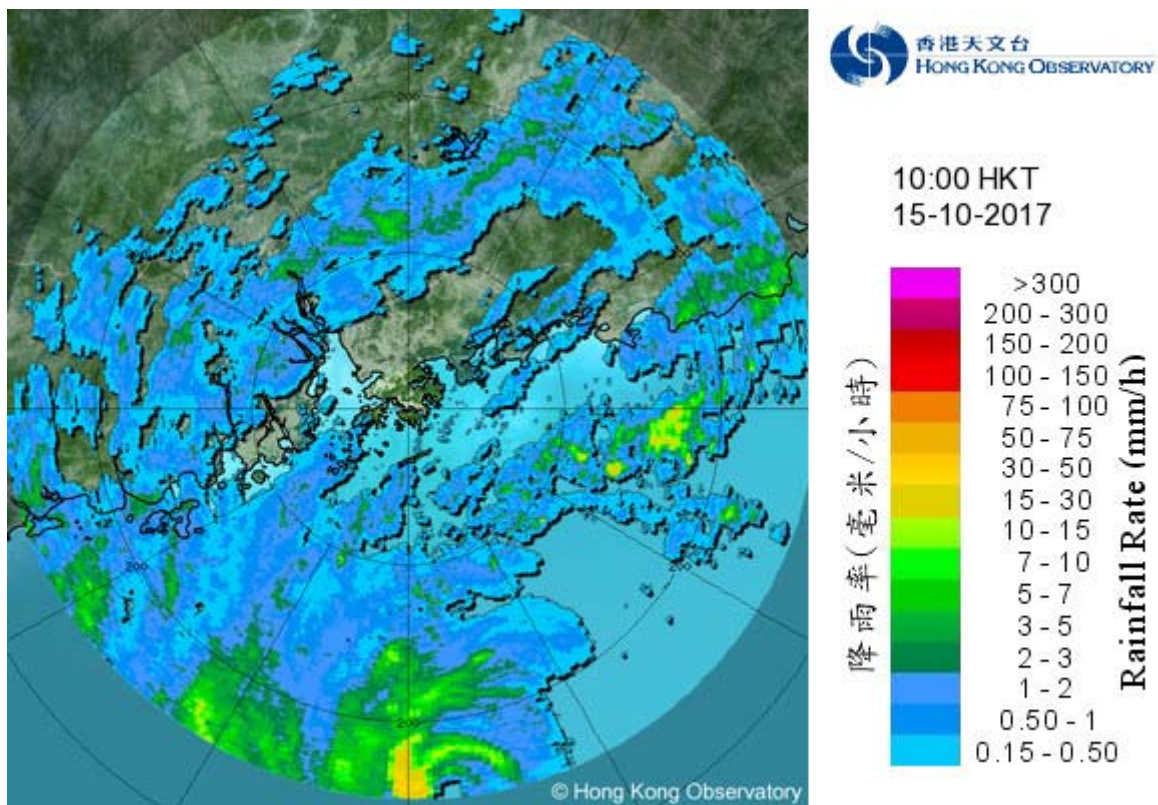 香港天文台
HONG KONG OBSERVATORY
10:00 HKT
15-10-2017
降雨率(毫米/小時)
Rainfall Rate (mm/h)
>300
200 - 300
150 - 200
100 - 150
75 - 100
50 - 75
30 - 50
15 - 30
10 - 15
7 - 10
5 - 7
3 - 5
2 - 3
1 - 2
0.50 - 1
0.15 - 0.50
200
200
200
200
© Hong Kong Observatory